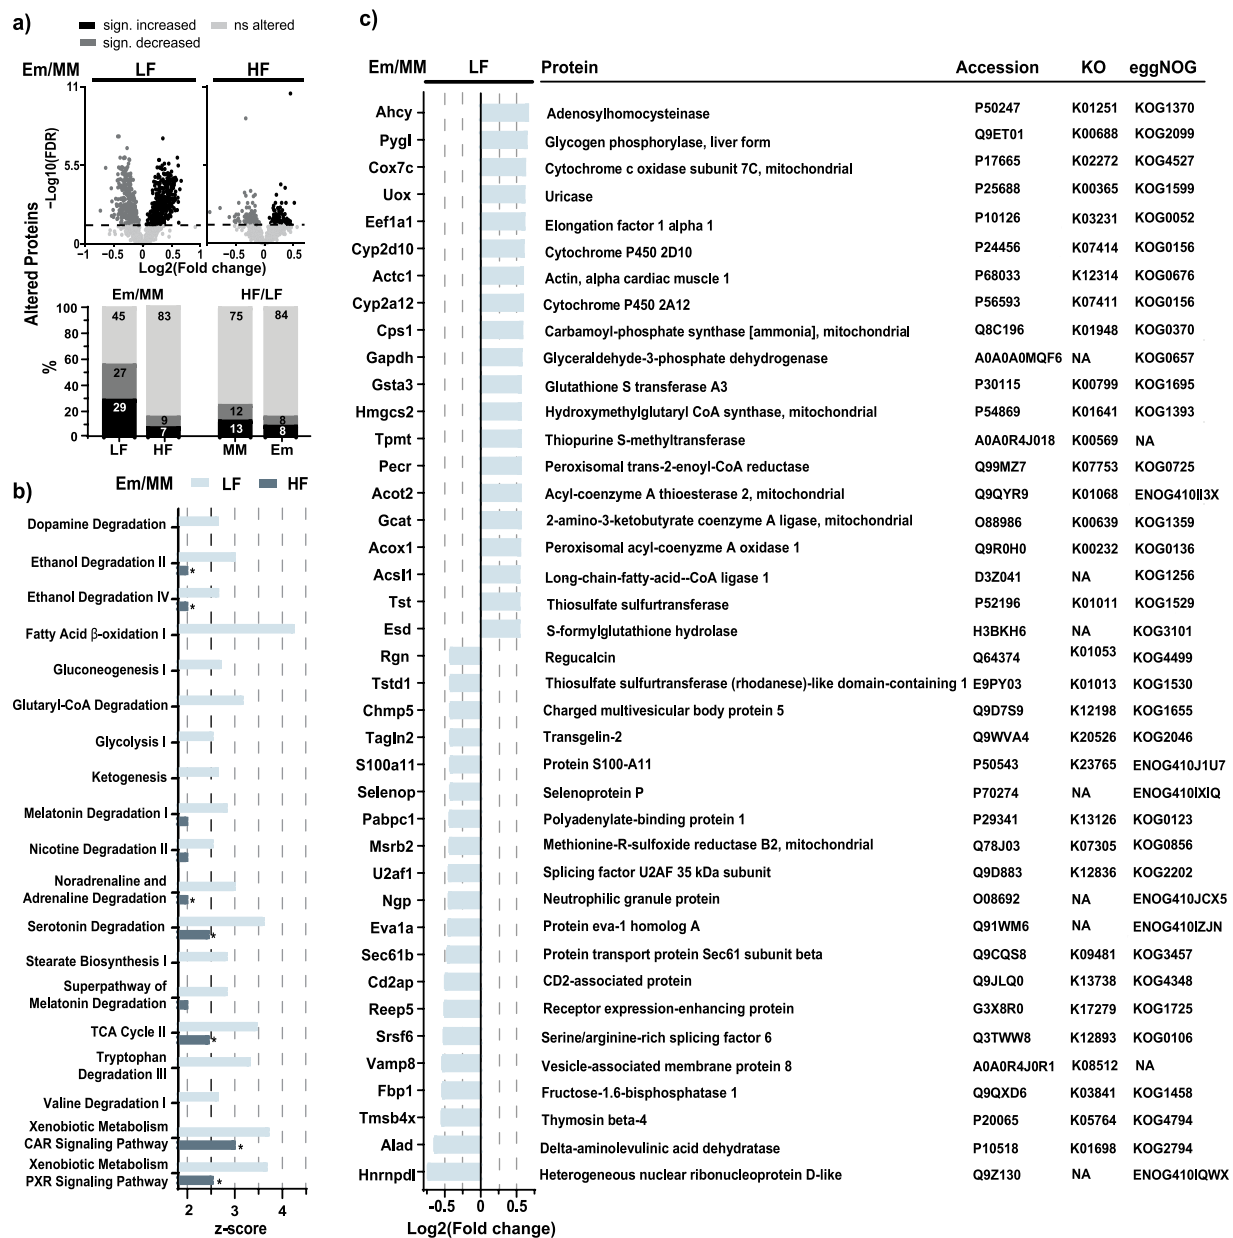 a)
sign. increased
ns altered
sign. decreased
Em/MM
LF
HF
Altered Proteins
−Log10(FDR)
11
5.5
0
−1
−0.5
0
0.5
1
−0.5
0
0.5
Log2(Fold change)
Em/MM
HF/LF
%
100
80
60
40
20
0
45
83
75
84
27
9
12
8
29
7
13
8
LF
HF
MM
Em
b)
Em/MM
LF
HF
Dopamine Degradation
Ethanol Degradation II
*
Ethanol Degradation IV
*
Fatty Acid β-oxidation I
Gluconeogenesis I
Glutaryl-CoA Degradation
Glycolysis I
Ketogenesis
Melatonin Degradation I
Nicotine Degradation II
Noradrenaline and
Adrenaline Degradation
*
Serotonin Degradation
*
Stearate Biosynthesis I
Superpathway of
Melatonin Degradation
TCA Cycle II
*
Tryptophan
Degradation III
Valine Degradation I
Xenobiotic Metabolism
CAR Signaling Pathway
*
Xenobiotic Metabolism
PXR Signaling Pathway
*
2
3
4
z-score
c)
Em/MM LF Protein Accession KO eggNOG
Ahcy Adenosylhomocysteinase P50247 K01251 KOG1370
Pygl Glycogen phosphorylase, liver form Q9ET01 K00688 KOG2099
Cox7c Cytochrome c oxidase subunit 7C, mitochondrial P17665 K02272 KOG4527
Uox Uricase P25688 K00365 KOG1599
Eef1a1 Elongation factor 1 alpha 1 P10126 K03231 KOG0052
Cyp2d10 Cytochrome P450 2D10 P24456 K07414 KOG0156
Actc1 Actin, alpha cardiac muscle 1 P68033 K12314 KOG0676
Cyp2a12 Cytochrome P450 2A12 P56593 K07411 KOG0156
Cps1 Carbamoyl-phosphate synthase [ammonia], mitochondrial Q8C196 K01948 KOG0370
Gapdh Glyceraldehyde-3-phosphate dehydrogenase A0A0A0MQF6 NA KOG0657
Gsta3 Glutathione S transferase A3 P30115 K00799 KOG1695
Hmgcs2 Hydroxymethylglutaryl CoA synthase, mitochondrial P54869 K01641 KOG1393
Tpmt Thiopurine S-methyltransferase A0A0R4J018 K00569 NA
Pecr Peroxisomal trans-2-enoyl-CoA reductase Q99MZ7 K07753 KOG0725
Acot2 Acyl-coenzyme A thioesterase 2, mitochondrial Q9QYR9 K01068 ENOG410II3X
Gcat 2-amino-3-ketobutyrate coenzyme A ligase, mitochondrial O88986 K00639 KOG1359
Acox1 Peroxisomal acyl-coenyzme A oxidase 1 Q9R0H0 K00232 KOG0136
Acsl1 Long-chain-fatty-acid--CoA ligase 1 D3Z041 NA KOG1256
Tst Thiosulfate sulfurtransferase P52196 K01011 KOG1529
Esd S-formylglutathione hydrolase H3BKH6 NA KOG3101
Rgn Regucalcin Q64374 K01053 KOG4499
Tstd1 Thiosulfate sulfurtransferase (rhodanese)-like domain-containing 1 E9PY03 K01013 KOG1530
Chmp5 Charged multivesicular body protein 5 Q9D7S9 K12198 KOG1655
Tagln2 Transgelin-2 Q9WVA4 K20526 KOG2046
S100a11 Protein S100-A11 P50543 K23765 ENOG410J1U7
Selenop Selenoprotein P P70274 NA ENOG410IXIQ
Pabpc1 Polyadenylate-binding protein 1 P29341 K13126 KOG0123
Msrb2 Methionine-R-sulfoxide reductase B2, mitochondrial Q78J03 K07305 KOG0856
U2af1 Splicing factor U2AF 35 kDa subunit Q9D883 K12836 KOG2202
Ngp Neutrophilic granule protein O08692 NA ENOG410JCX5
Eva1a Protein eva-1 homolog A Q91WM6 NA ENOG410IZJN
Sec61b Protein transport protein Sec61 subunit beta Q9CQS8 K09481 KOG3457
Cd2ap CD2-associated protein Q9JLQ0 K13738 KOG4348
Reep5 Receptor expression-enhancing protein G3X8R0 K17279 KOG1725
Srsf6 Serine/arginine-rich splicing factor 6 Q3TWW8 K12893 KOG0106
Vamp8 Vesicle-associated membrane protein 8 A0A0R4J0R1 K08512 NA
Fbp1 Fructose-1.6-bisphosphatase 1 Q9QXD6 K03841 KOG1458
Tmsb4x Thymosin beta-4 P20065 K05764 KOG4794
Alad Delta-aminolevulinic acid dehydratase P10518 K01698 KOG2794
Hnrnpdl Heterogeneous nuclear ribonucleoprotein D-like Q9Z130 NA ENOG410IQWX
-0.5
0
0.5
Log2(Fold change)